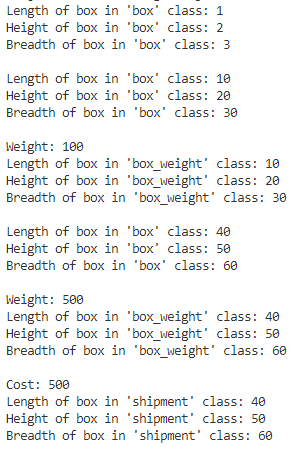 Length of box in 'box' class: 1
Height of box in 'box' class: 2
Breadth of box in 'box' class: 3
Length of box in 'box' class: 10
Height of box in 'box' class: 20
Breadth of box in 'box' class: 30
Weight: 100
Length of box in 'box_weight' class: 10
Height of box in 'box_weight' class: 20
Breadth of box in 'box_weight' class: 30
Length of box in 'box' class: 40
Height of box in 'box' class: 50
Breadth of box in 'box' class: 60
Weight: 500
Length of box in 'box_weight' class: 40
Height of box in 'box_weight' class: 50
Breadth of box in 'box_weight' class: 60
Cost: 500
Length of box in 'shipment' class: 40
Height of box in 'shipment' class: 50
Breadth of box in 'shipment' class: 60